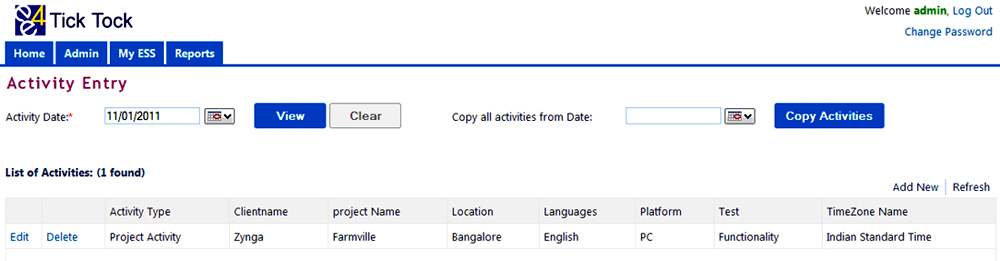 e4e Tick Tock
Welcome admin, Log Out
Change Password
Home Admin My ESS Reports
Activity Entry
Activity Date:* 11/01/2011 View Clear Copy all activities from Date: Copy Activities
List of Activities: (1 found)
Add New Refresh
Activity Type Clientname project Name Location Languages Platform Test TimeZone Name
Edit Delete Project Activity Zynga Farmville Bangalore English PC Functionality Indian Standard Time